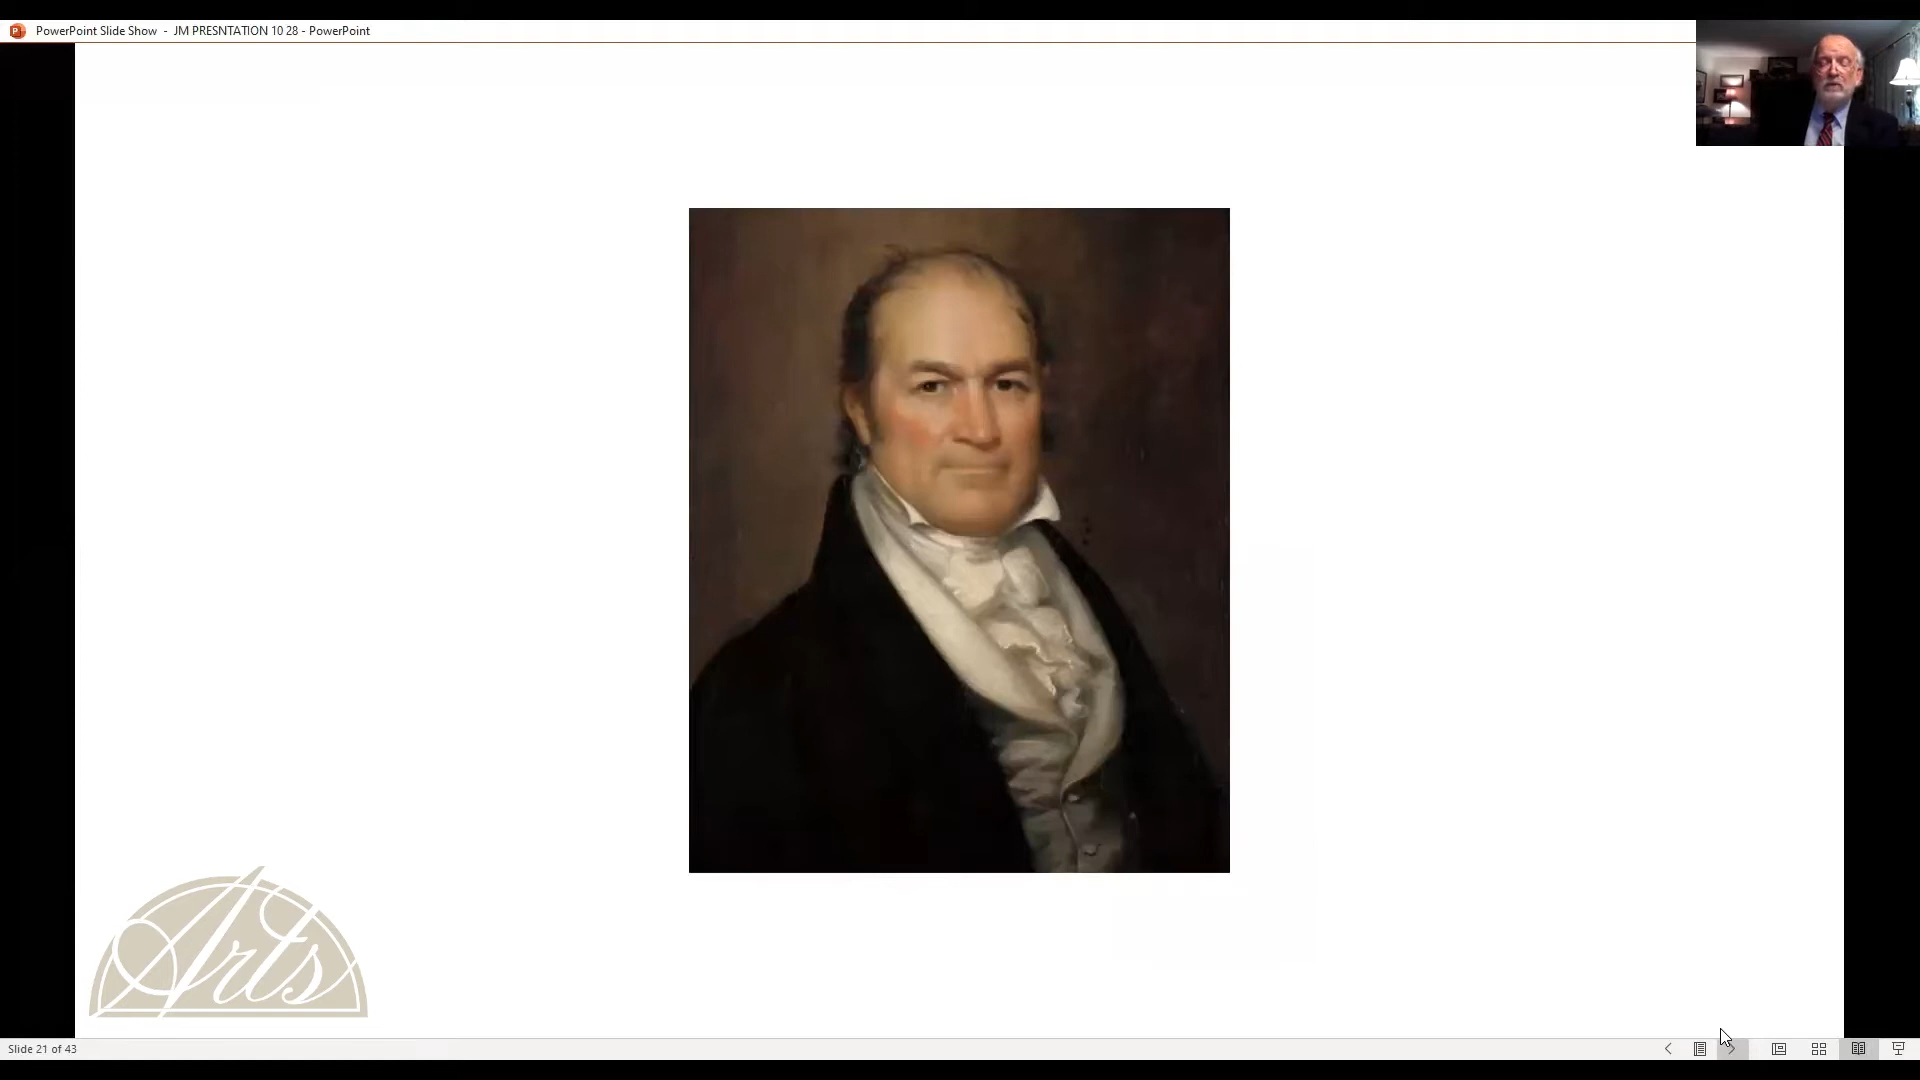 PowerPoint Slide Show - JM PRESNTATION 10 28 - PowerPoint
Arts
Slide 21 of 43